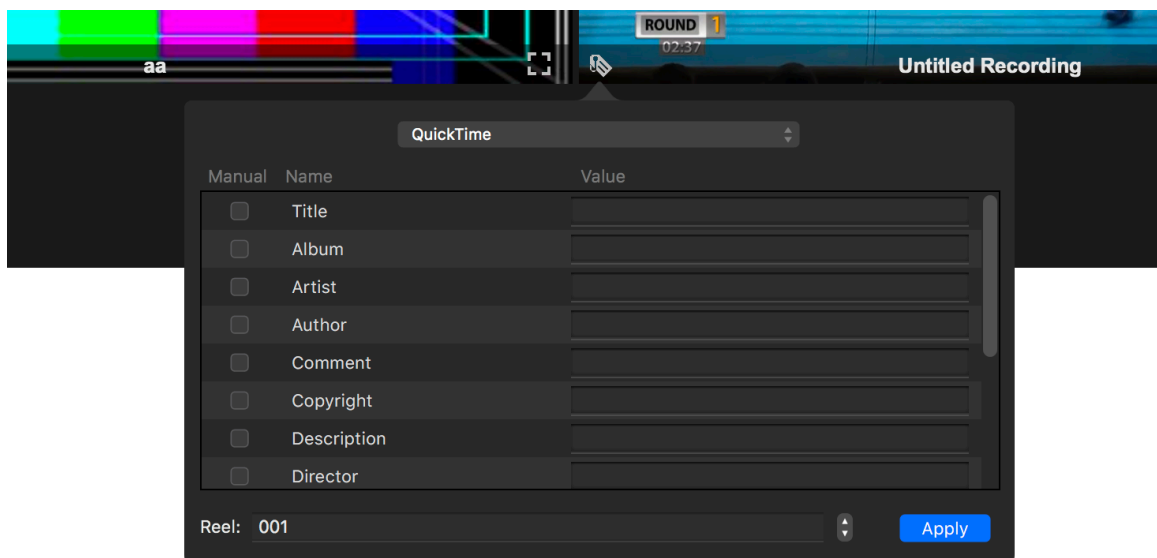 ROUND 1
02:37
aa
Untitled Recording
QuickTime
Manual Name Value
Title
Album
Artist
Author
Comment
Copyright
Description
Director
Reel: 001
Apply